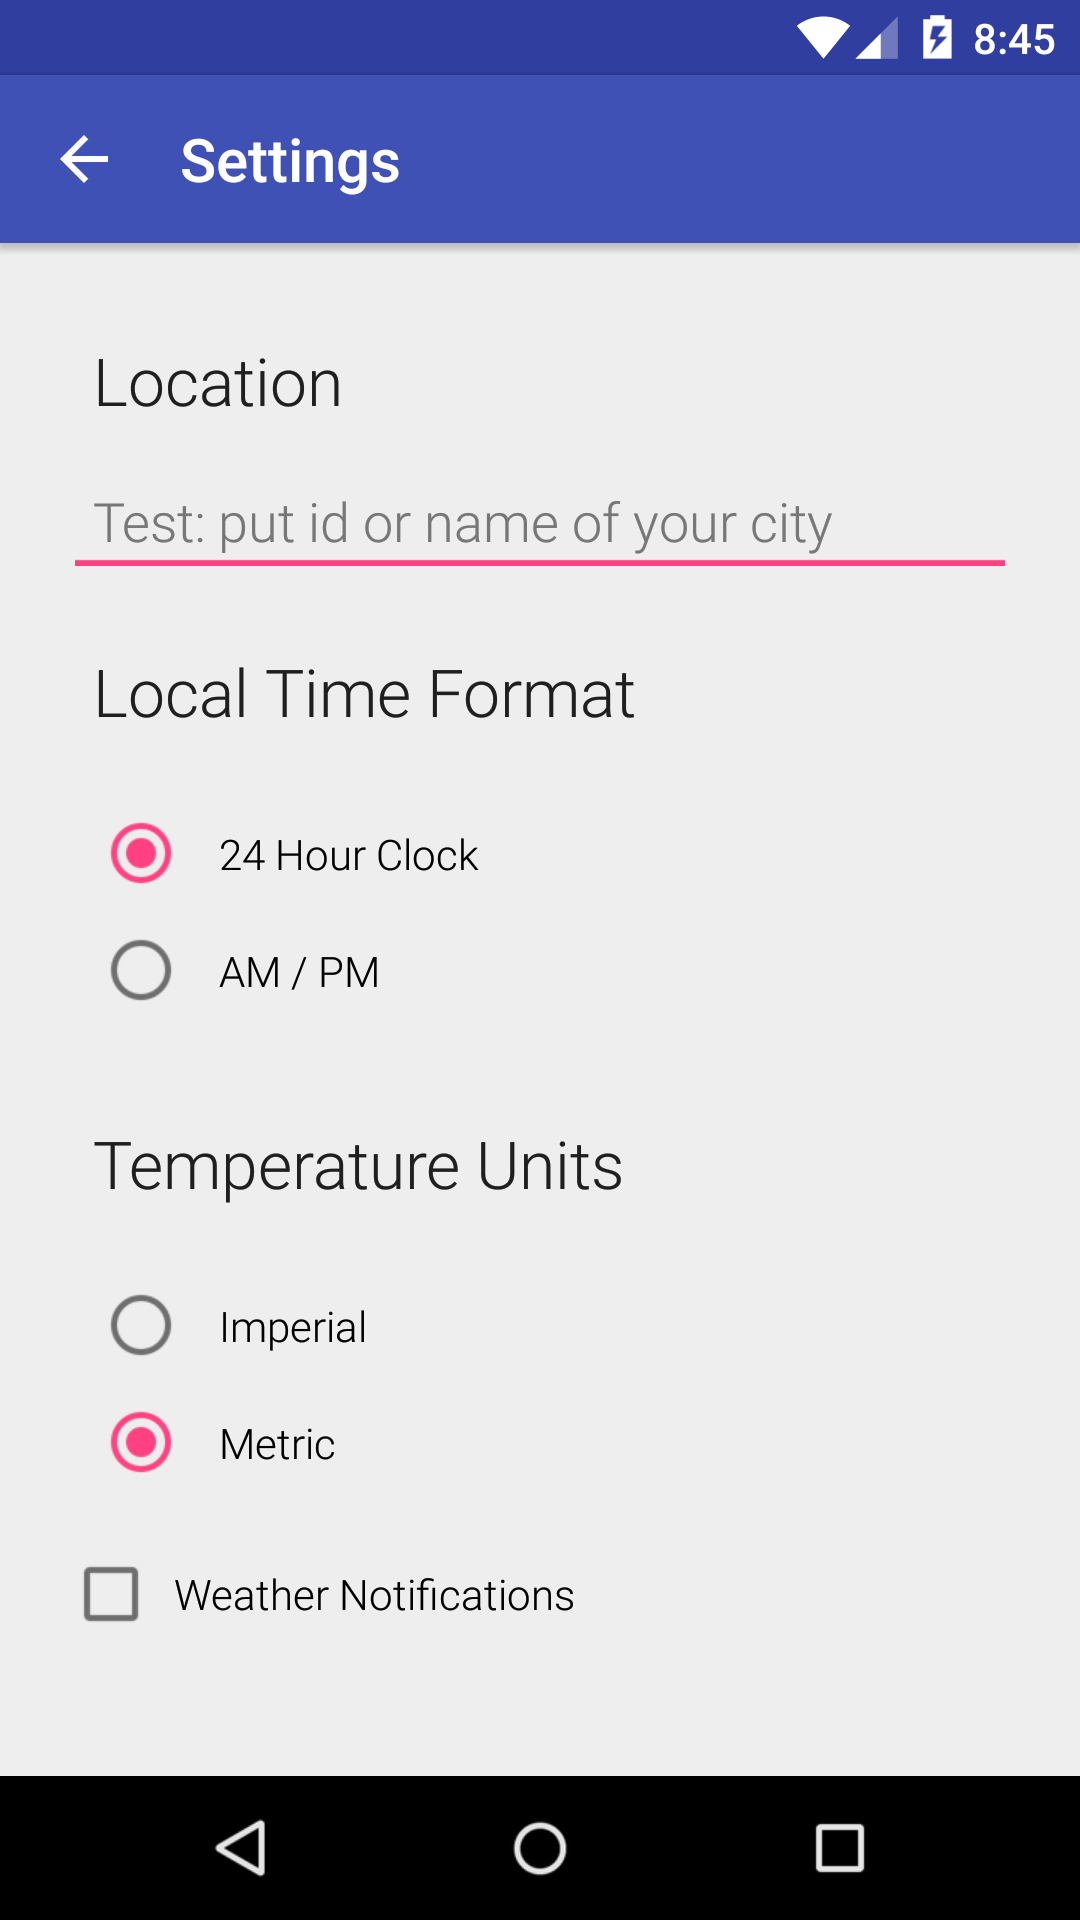 8:45
Settings
Location
Test: put id or name of your city
Local Time Format
24 Hour Clock
AM / PM
Temperature Units
Imperial
Metric
Weather Notifications